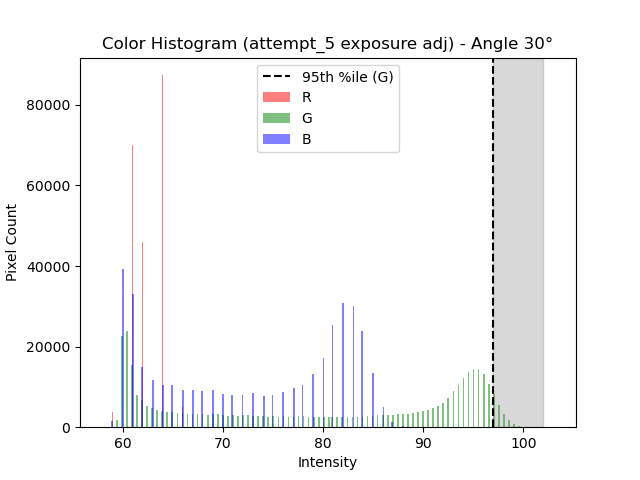 Color Histogram (attempt_5 exposure adj) - Angle 30°
95th %ile (G)
R
G
B
Pixel Count
80000
60000
40000
20000
0
60 70 80 90 100
Intensity